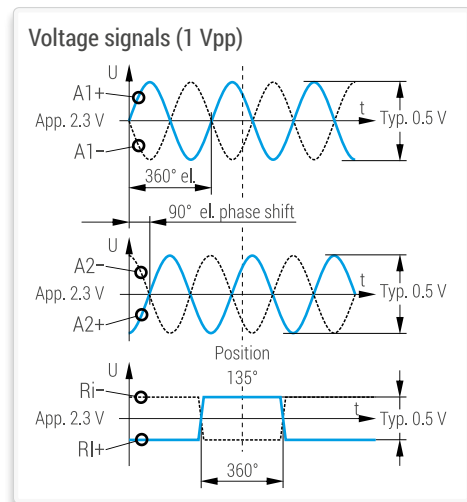 Voltage signals (1 Vpp)
U
A1+
App. 2.3 V
t
Typ. 0.5 V
A1−
360° el.
90° el. phase shift
U
A2−
App. 2.3 V
t
Typ. 0.5 V
A2+
Position
135°
U
Ri−
App. 2.3 V
t
Typ. 0.5 V
RI+
360°